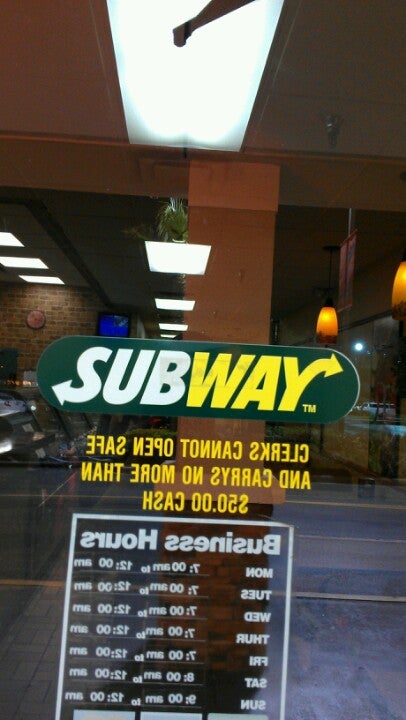 SUBWAY TM
CLERKS CANNOT OPEN SAFE
AND CARRYS NO MORE THAN
$50.00 CASH
Business Hours
MON 7:00 am to 12:00 am
TUES 7:00 am to 12:00 am
WED 7:00 am to 12:00 am
THUR 7:00 am to 12:00 am
FRI 7:00 am to 12:00 am
SAT 8:00 am to 12:00 am
SUN 9:00 am to 12:00 am